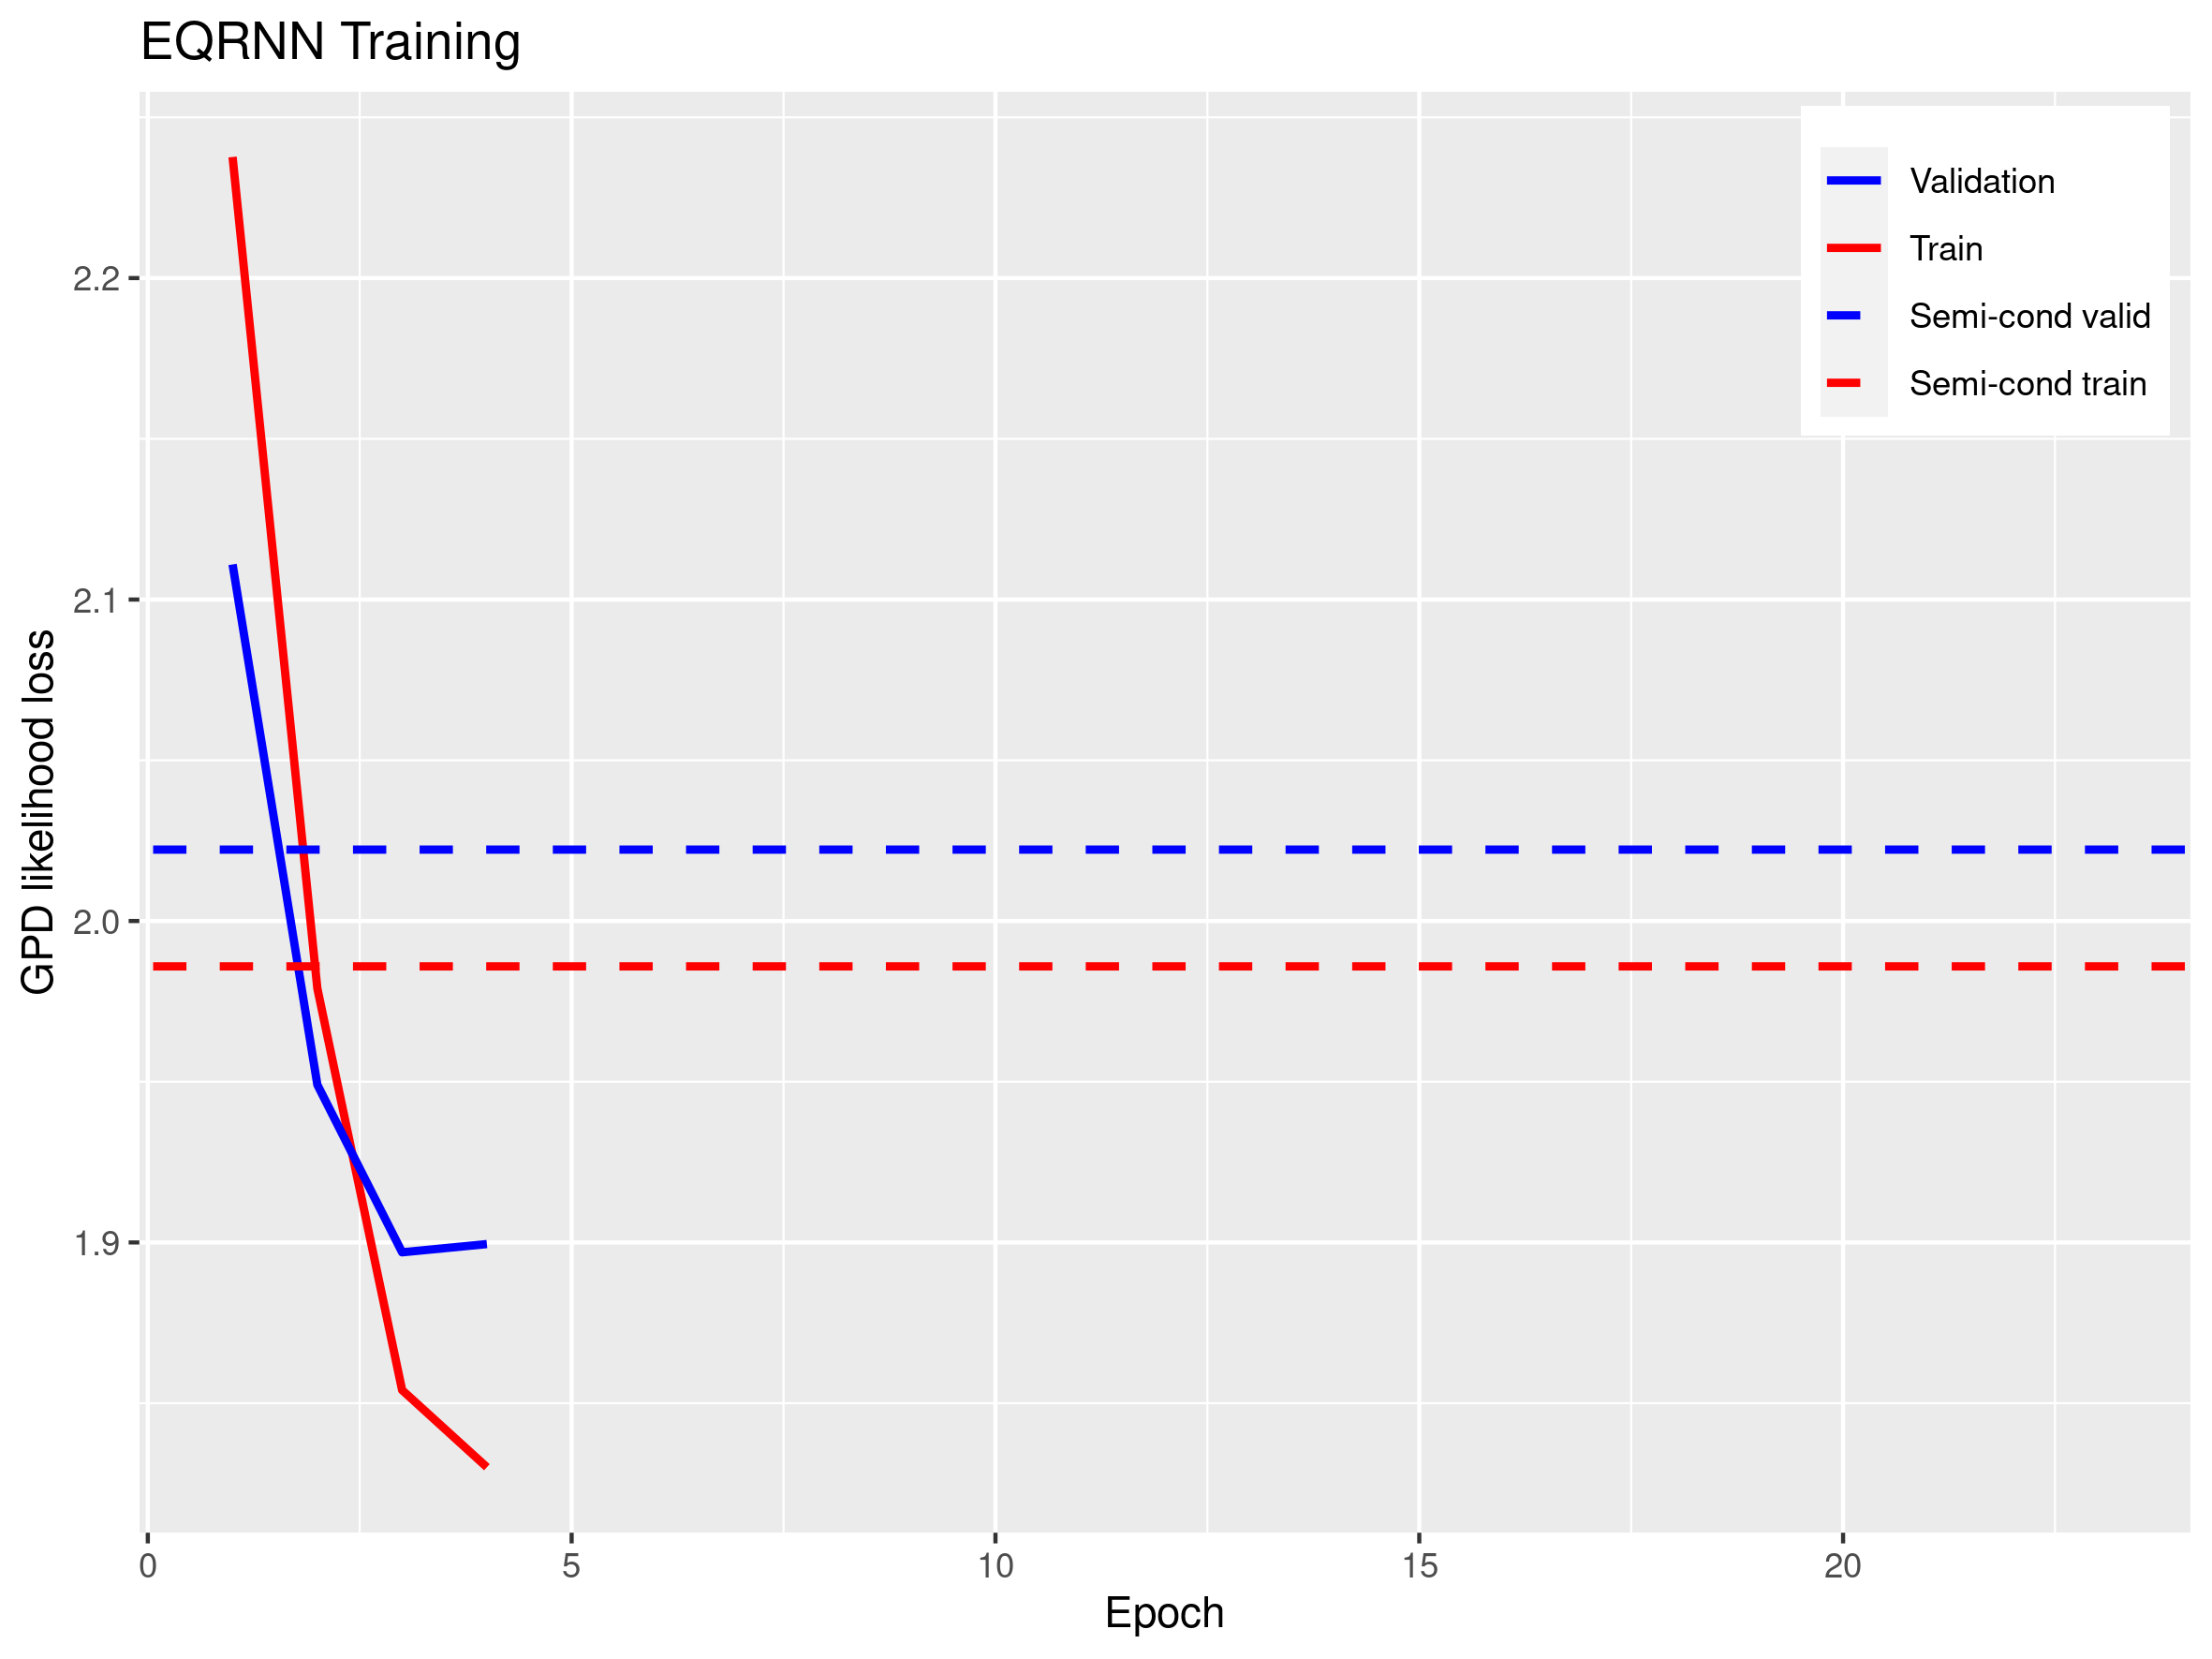 EQRNN Training
GPD likelihood loss
2.2
2.1
2.0
1.9
Validation
Train
Semi-cond valid
Semi-cond train
0
5
10
15
20
Epoch